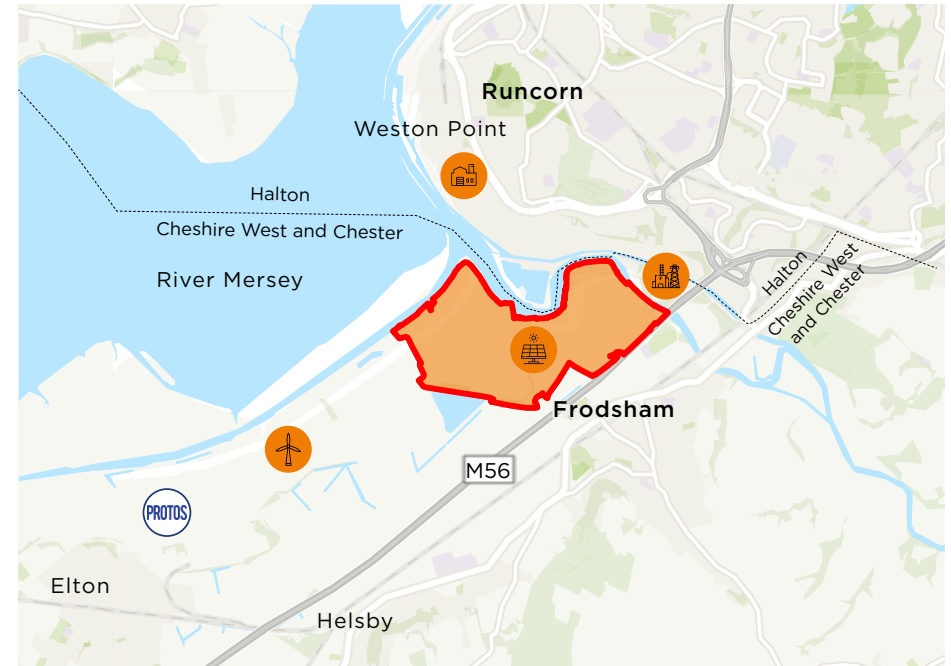 Runcorn
Weston Point
Halton
Cheshire West and Chester
River Mersey
Halton
Cheshire West
and Chester
Frodsham
M56
PROTOS
Elton
Helsby